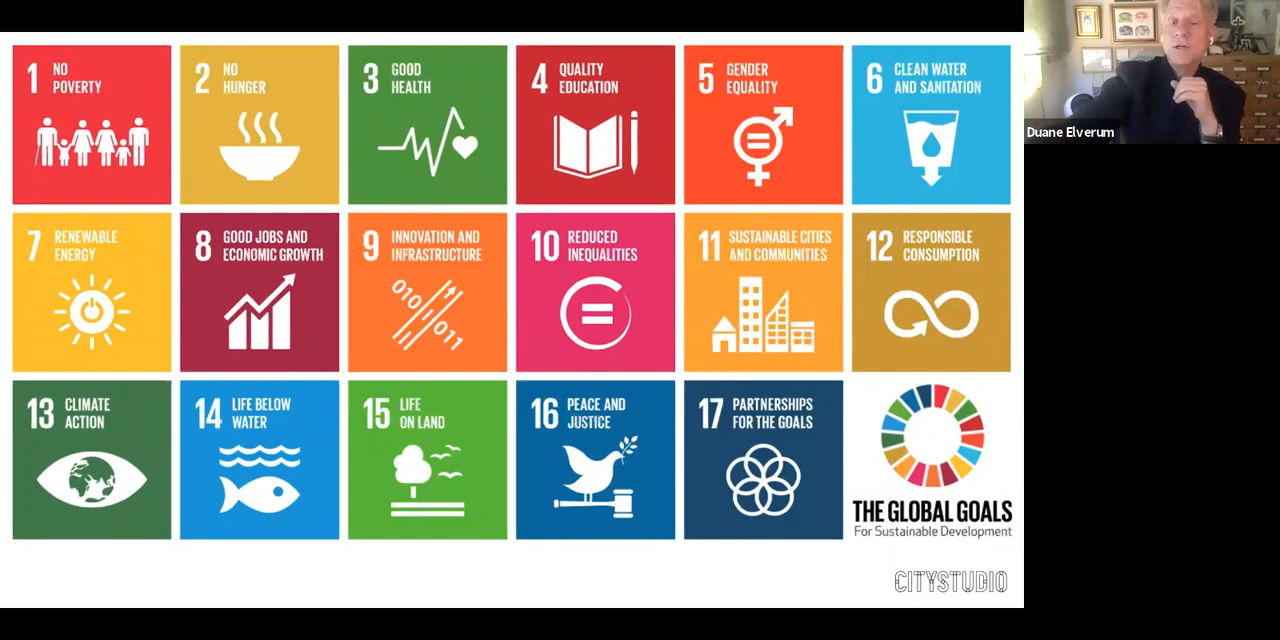 1 NO
POVERTY
2 NO
HUNGER
3 GOOD
HEALTH
4 QUALITY
EDUCATION
5 GENDER
EQUALITY
6 CLEAN WATER
AND SANITATION
Duane Elverum
7 RENEWABLE
ENERGY
8 GOOD JOBS AND
ECONOMIC GROWTH
9 INNOVATION AND
INFRASTRUCTURE
010
011
10 REDUCED
INEQUALITIES
11 SUSTAINABLE CITIES
AND COMMUNITIES
12 RESPONSIBLE
CONSUMPTION
13 CLIMATE
ACTION
14 LIFE BELOW
WATER
15 LIFE
ON LAND
16 PEACE AND
JUSTICE
17 PARTNERSHIPS
FOR THE GOALS
THE GLOBAL GOALS
For Sustainable Development
CITYSTUDIO